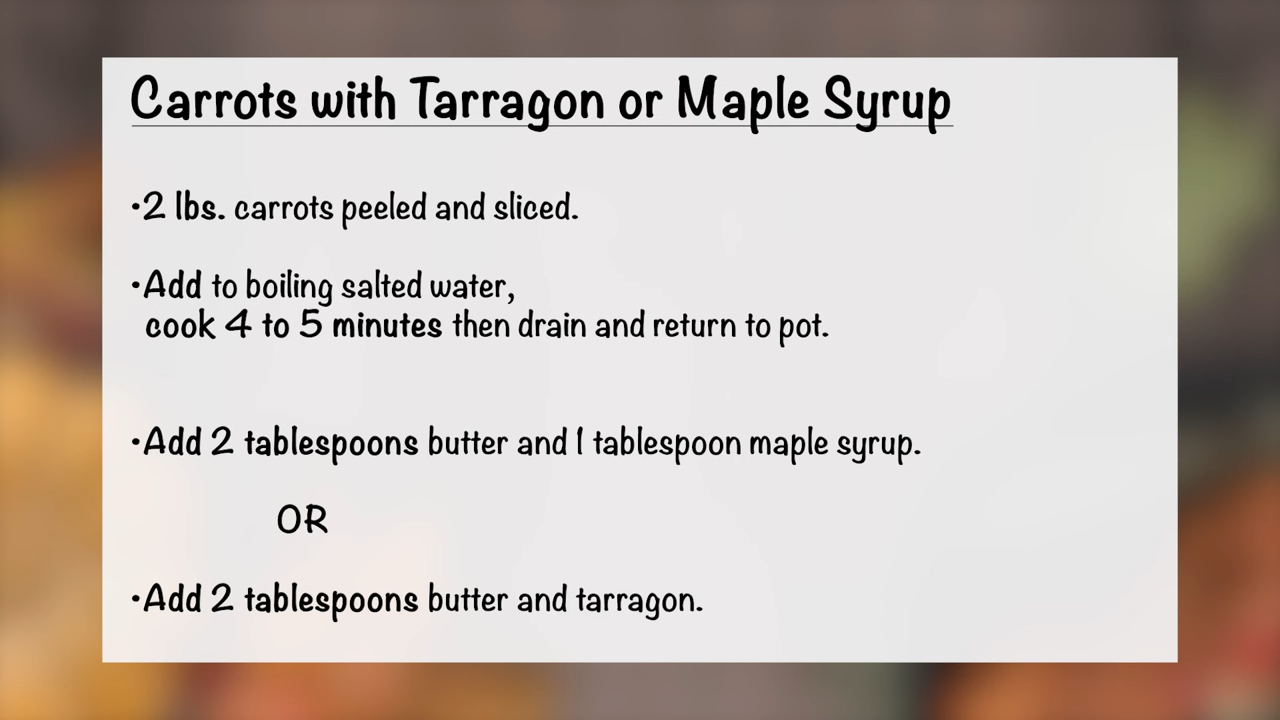 Carrots with Tarragon or Maple Syrup
•2 lbs. carrots peeled and sliced.
•Add to boiling salted water,
cook 4 to 5 minutes then drain and return to pot.
•Add 2 tablespoons butter and 1 tablespoon maple syrup.
OR
•Add 2 tablespoons butter and tarragon.